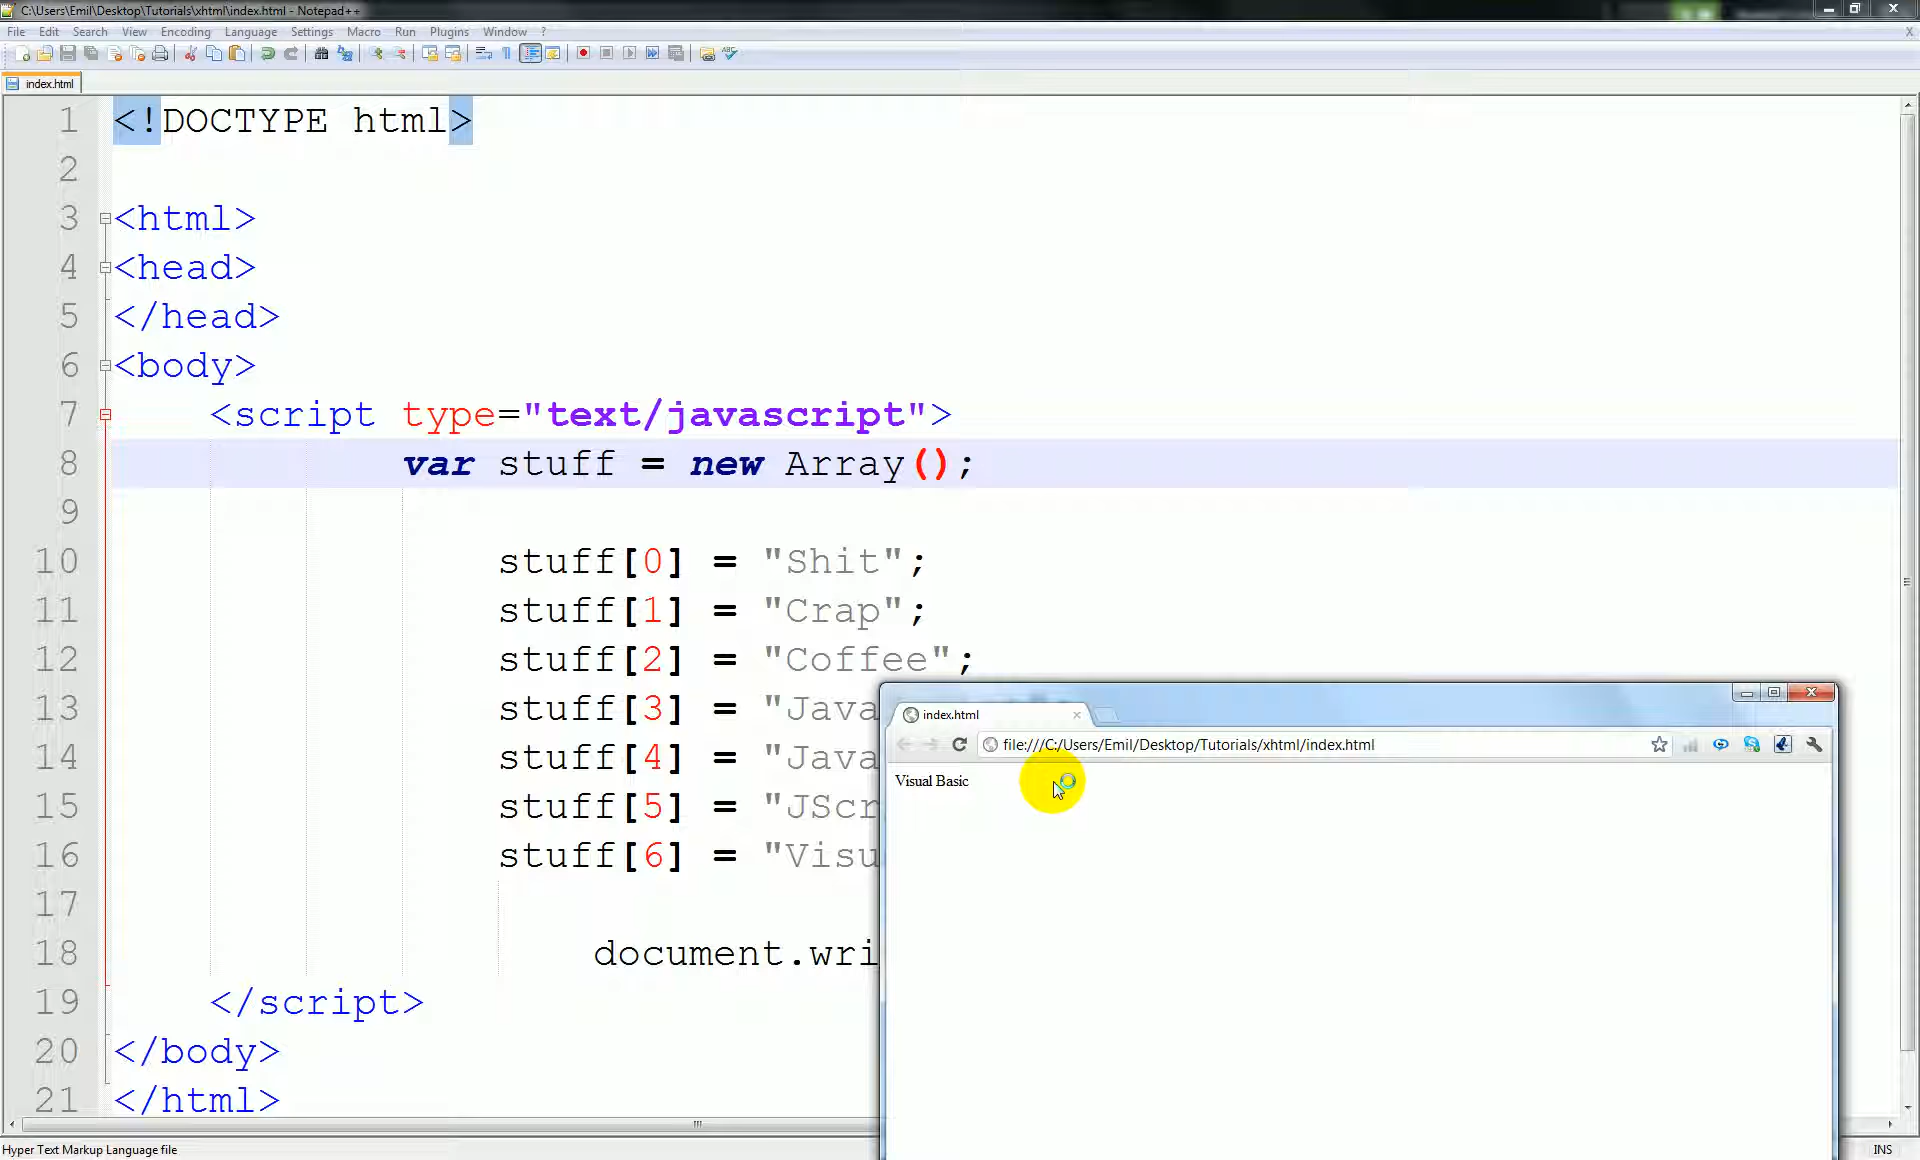 C:\Users\Emil\Desktop\Tutorials\xhtml\index.html - Notepad++
File Edit Search View Encoding Language Settings Macro Run Plugins Window ?
index.html
1 <!DOCTYPE html>
2
3 <html>
4 <head>
5 </head>
6 <body>
7 <script type="text/javascript">
8 var stuff = new Array();
9
10 stuff[0] = "Shit";
11 stuff[1] = "Crap";
12 stuff[2] = "Coffee";
13 stuff[3] = "Java
14 stuff[4] = "Java
15 stuff[5] = "JScr
16 stuff[6] = "Visu
17
18 document.wri
19 </script>
20 </body>
21 </html>
index.html
file:///C:/Users/Emil/Desktop/Tutorials/xhtml/index.html
Visual Basic
Hyper Text Markup Language file
INS